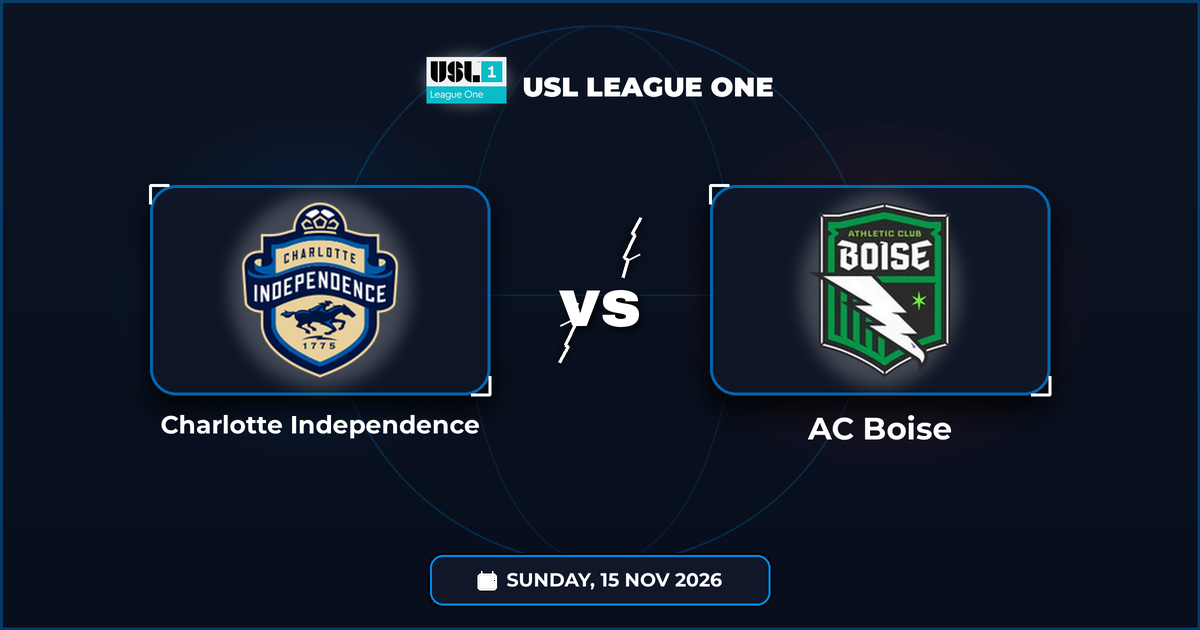 USL 1
League One
USL LEAGUE ONE
CHARLOTTE
INDEPENDENCE
1775
VS
ATHLETIC CLUB
BOISE
Charlotte Independence
AC Boise
SUNDAY, 15 NOV 2026